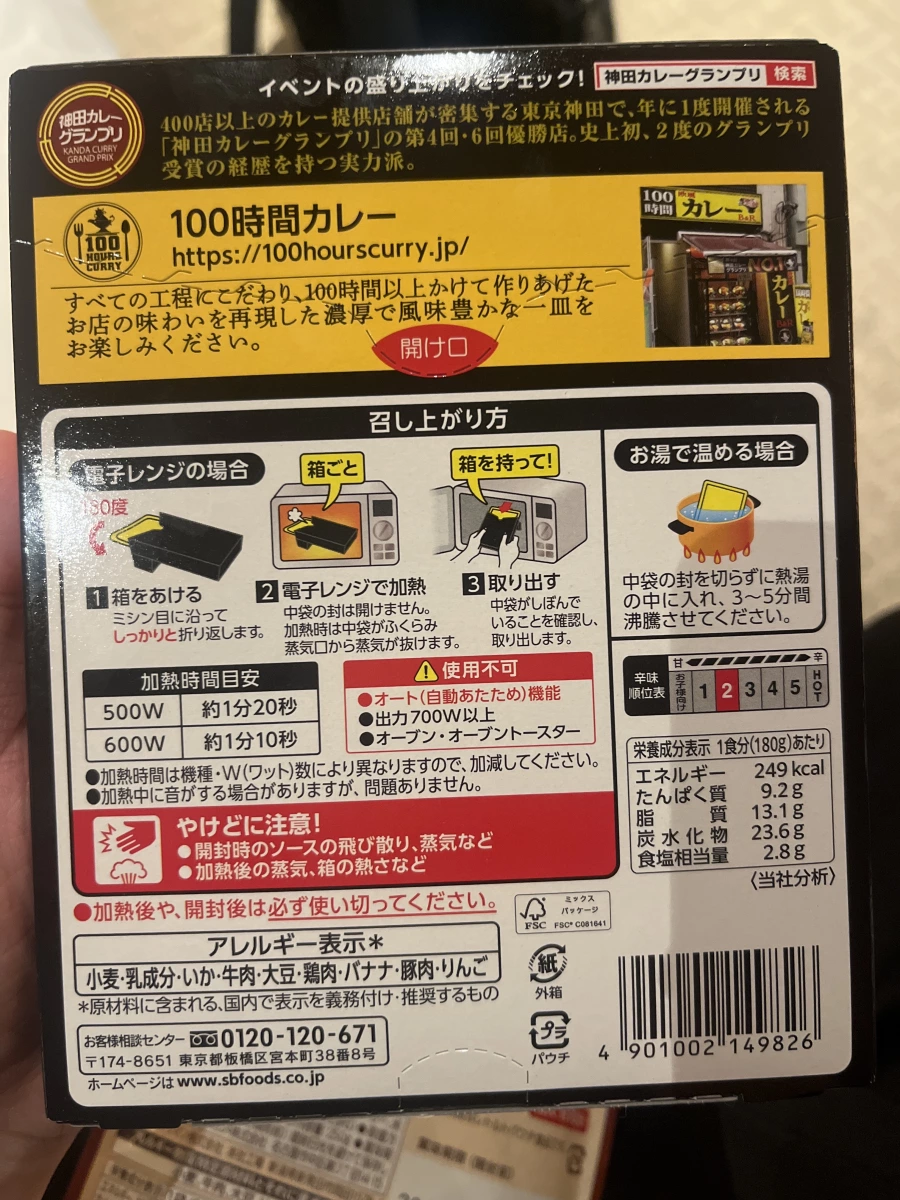 イベントの盛り上がりをチェック! 神田カレーグランプリ 検索
神田カレー
グランプリ
KANDA CURRY
GRAND PRIX
400店以上のカレー提供店舗が密集する東京神田で、年に1度開催される
「神田カレーグランプリ」の第4回・6回優勝店。史上初、2度のグランプリ
受賞の経歴を持つ実力派。
100
HOURS
CURRY
100時間カレー
https://100hourscurry.jp/
すべての工程にこだわり、100時間以上かけて作りあげた
お店の味わいを再現した濃厚で風味豊かな一皿を
お楽しみください。
100
時間
カレー
B&R
NO.1
カレー
B&R
開け口
召し上がり方
電子レンジの場合
180度
箱ごと
箱を持って!
1 箱をあける
ミシン目に沿って
しっかりと折り返します。
2 電子レンジで加熱
中袋の封は開けません。
加熱時は中袋がふくらみ
蒸気口から蒸気が抜けます。
3 取り出す
中袋がしぼんで
いることを確認し、
取り出します。
お湯で温める場合
中袋の封を切らずに熱湯
の中に入れ、3〜5分間
沸騰させてください。
加熱時間目安
500W 約1分20秒
600W 約1分10秒
使用不可
●オート(自動あたため)機能
●出力700W以上
●オーブン・オーブントースター
●加熱時間は機種・W(ワット)数により異なりますので、加減してください。
●加熱中に音がする場合がありますが、問題ありません。
やけどに注意!
●開封時のソースの飛び散り、蒸気など
●加熱後の蒸気、箱の熱さなど
辛味
順位表
甘 辛
お子様向け 1 2 3 4 5 HOT
栄養成分表示 1食分(180g)あたり
エネルギー 249kcal
たんぱく質 9.2g
脂質 13.1g
炭水化物 23.6g
食塩相当量 2.8g
〈当社分析〉
●加熱後や、開封後は必ず使い切ってください。
アレルギー表示*
小麦・乳成分・いか・牛肉・大豆・鶏肉・バナナ・豚肉・りんご
*原材料に含まれる、国内で表示を義務付け・推奨するもの
お客様相談センター 0120-120-671
〒174-8651 東京都板橋区宮本町38番8号
ホームページは www.sbfoods.co.jp
FSC
ミックス
パッケージ
FSC® C081641
紙
外箱
プラ
パウチ
4 901002 149826